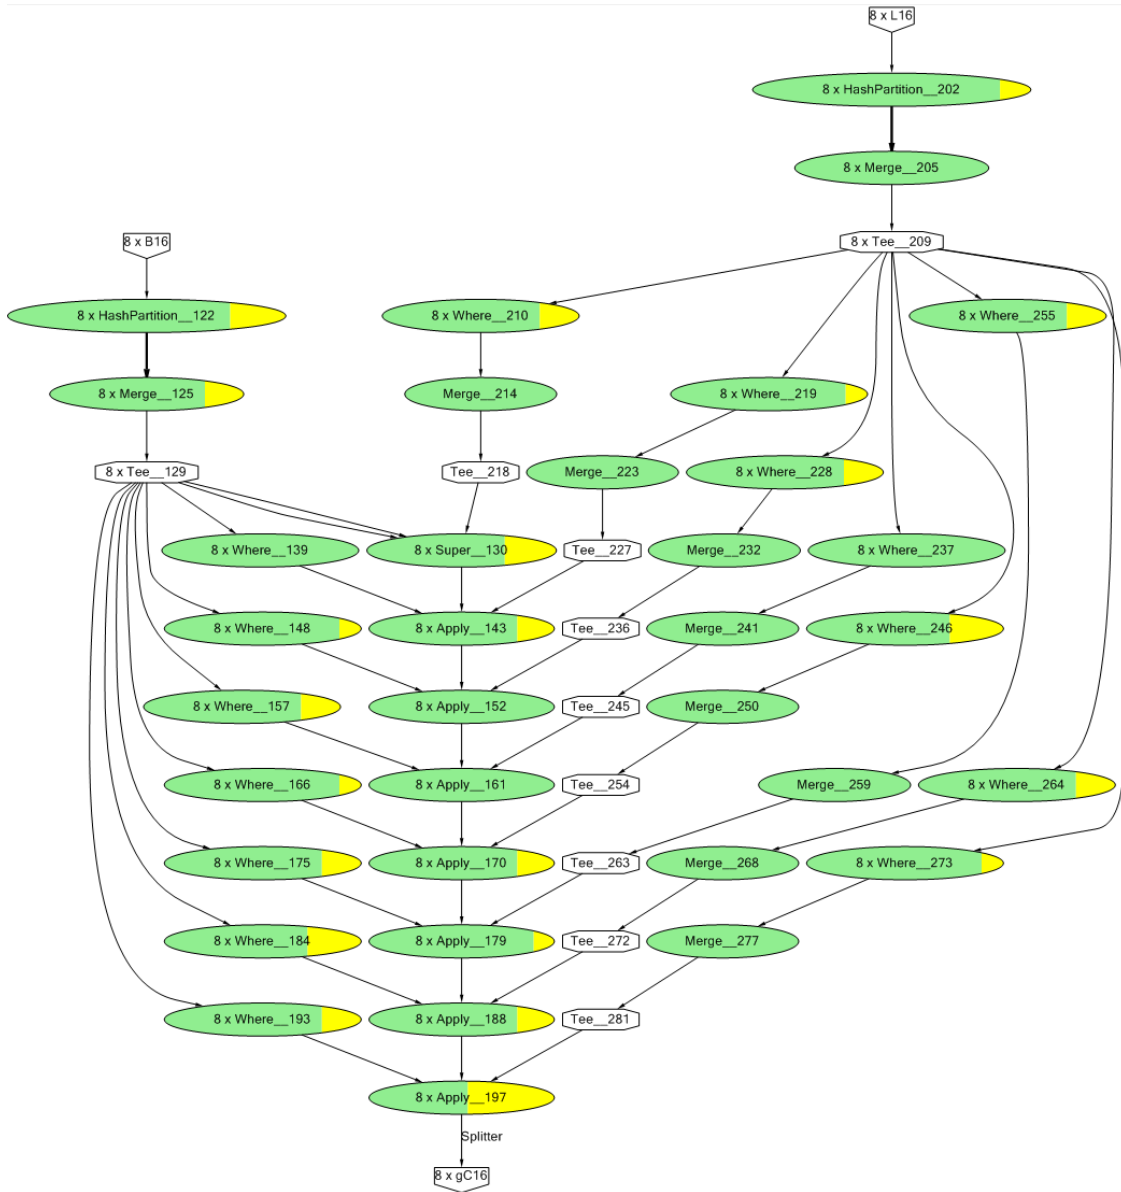 8 x L16
8 x HashPartition__202
8 x Merge__205
8 x B16
8 x Tee__209
8 x HashPartition__122
8 x Where__210
8 x Where__255
8 x Merge__125
Merge__214
8 x Where__219
8 x Tee__129
Tee__218
Merge__223
8 x Where__228
8 x Where__139
8 x Super__130
Tee__227
Merge__232
8 x Where__237
8 x Where__148
8 x Apply__143
Tee__236
Merge__241
8 x Where__246
8 x Where__157
8 x Apply__152
Tee__245
Merge__250
8 x Where__166
8 x Apply__161
Tee__254
Merge__259
8 x Where__264
8 x Where__175
8 x Apply__170
Tee__263
Merge__268
8 x Where__273
8 x Where__184
8 x Apply__179
Tee__272
Merge__277
8 x Where__193
8 x Apply__188
Tee__281
8 x Apply__197
Splitter
8 x gC16